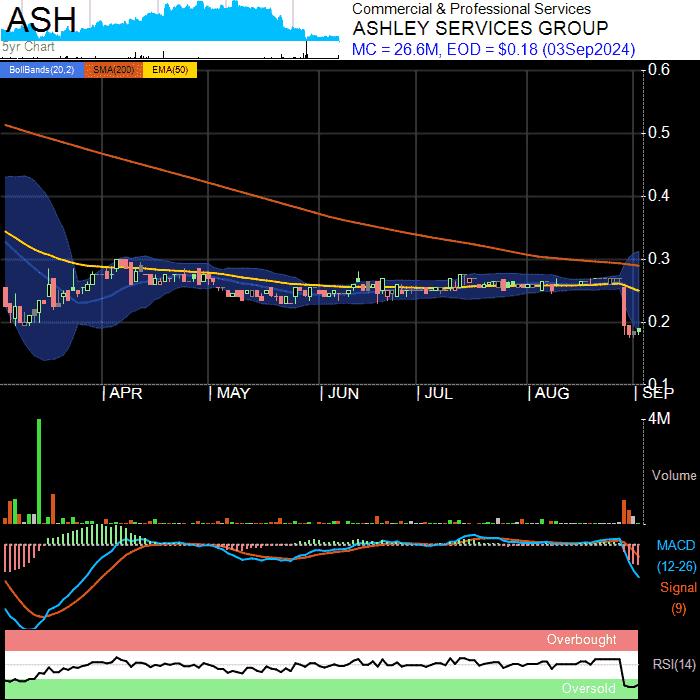 ASH
5yr Chart
Commercial & Professional Services
ASHLEY SERVICES GROUP
MC = 26.6M, EOD = $0.18 (03Sep2024)
BollBands(20,2) SMA(200) EMA(50)
0.6
0.5
0.4
0.3
0.2
0.1
APR MAY JUN JUL AUG SEP
4M
Volume
MACD
(12-26)
Signal
(9)
Overbought
RSI(14)
Oversold